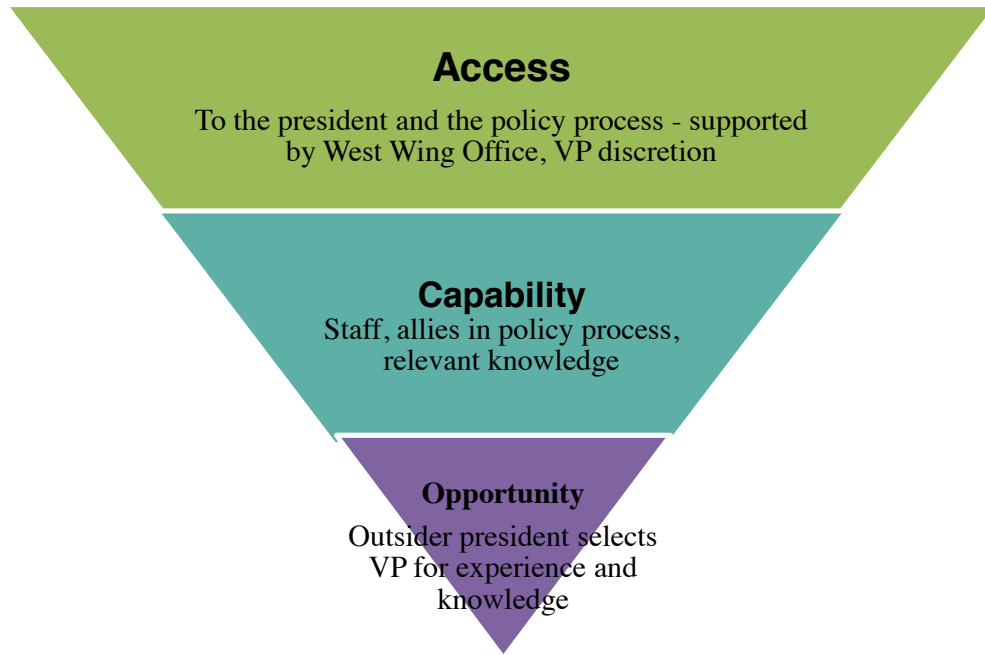 Access
To the president and the policy process - supported
by West Wing Office, VP discretion
Capability
Staff, allies in policy process,
relevant knowledge
Opportunity
Outsider president selects
VP for experience and
knowledge